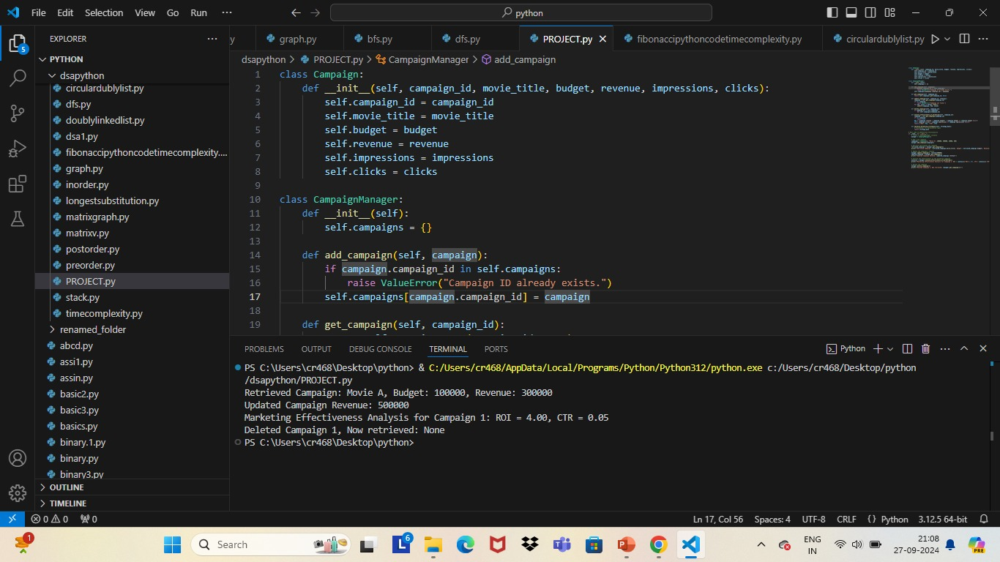 File Edit Selection View Go Run ···
python
EXPLORER ···
y graph.py bfs.py dfs.py PROJECT.py fibonaccipythoncodetimecomplexity.py circulardublylist.py ···
PYTHON
dsapython
circulardublylist.py
dfs.py
doublylinkedlist.py
dsa1.py
fibonaccipythoncodetimecomplexity....
graph.py
inorder.py
longestsubstitution.py
matrixgraph.py
matrixv.py
postorder.py
preorder.py
PROJECT.py
stack.py
timecomplexity.py
renamed_folder
abcd.py
assi1.py
assin.py
basic2.py
basic3.py
basics.py
binary.1.py
binary.py
binary3.py
OUTLINE
TIMELINE
5
dsapython > PROJECT.py > CampaignManager > add_campaign
1 class Campaign:
2 def __init__(self, campaign_id, movie_title, budget, revenue, impressions, clicks):
3 self.campaign_id = campaign_id
4 self.movie_title = movie_title
5 self.budget = budget
6 self.revenue = revenue
7 self.impressions = impressions
8 self.clicks = clicks
9
10 class CampaignManager:
11 def __init__(self):
12 self.campaigns = {}
13
14 def add_campaign(self, campaign):
15 if campaign.campaign_id in self.campaigns:
16 raise ValueError("Campaign ID already exists.")
17 self.campaigns[campaign.campaign_id] = campaign
18
19 def get_campaign(self, campaign_id):
PROBLEMS OUTPUT DEBUG CONSOLE TERMINAL PORTS Python ···
PS C:\Users\cr468\Desktop\python> & C:/Users/cr468/AppData/Local/Programs/Python/Python312/python.exe c:/Users/cr468/Desktop/python
/dsapython/PROJECT.py
Retrieved Campaign: Movie A, Budget: 100000, Revenue: 300000
Updated Campaign Revenue: 500000
Marketing Effectiveness Analysis for Campaign 1: ROI = 4.00, CTR = 0.05
Deleted Campaign 1, Now retrieved: None
PS C:\Users\cr468\Desktop\python>
0 0 0 Ln 17, Col 56 Spaces: 4 UTF-8 CRLF {} Python 3.12.5 64-bit
1 Search L 6 ENG 21:08
IN 27-09-2024 PRE